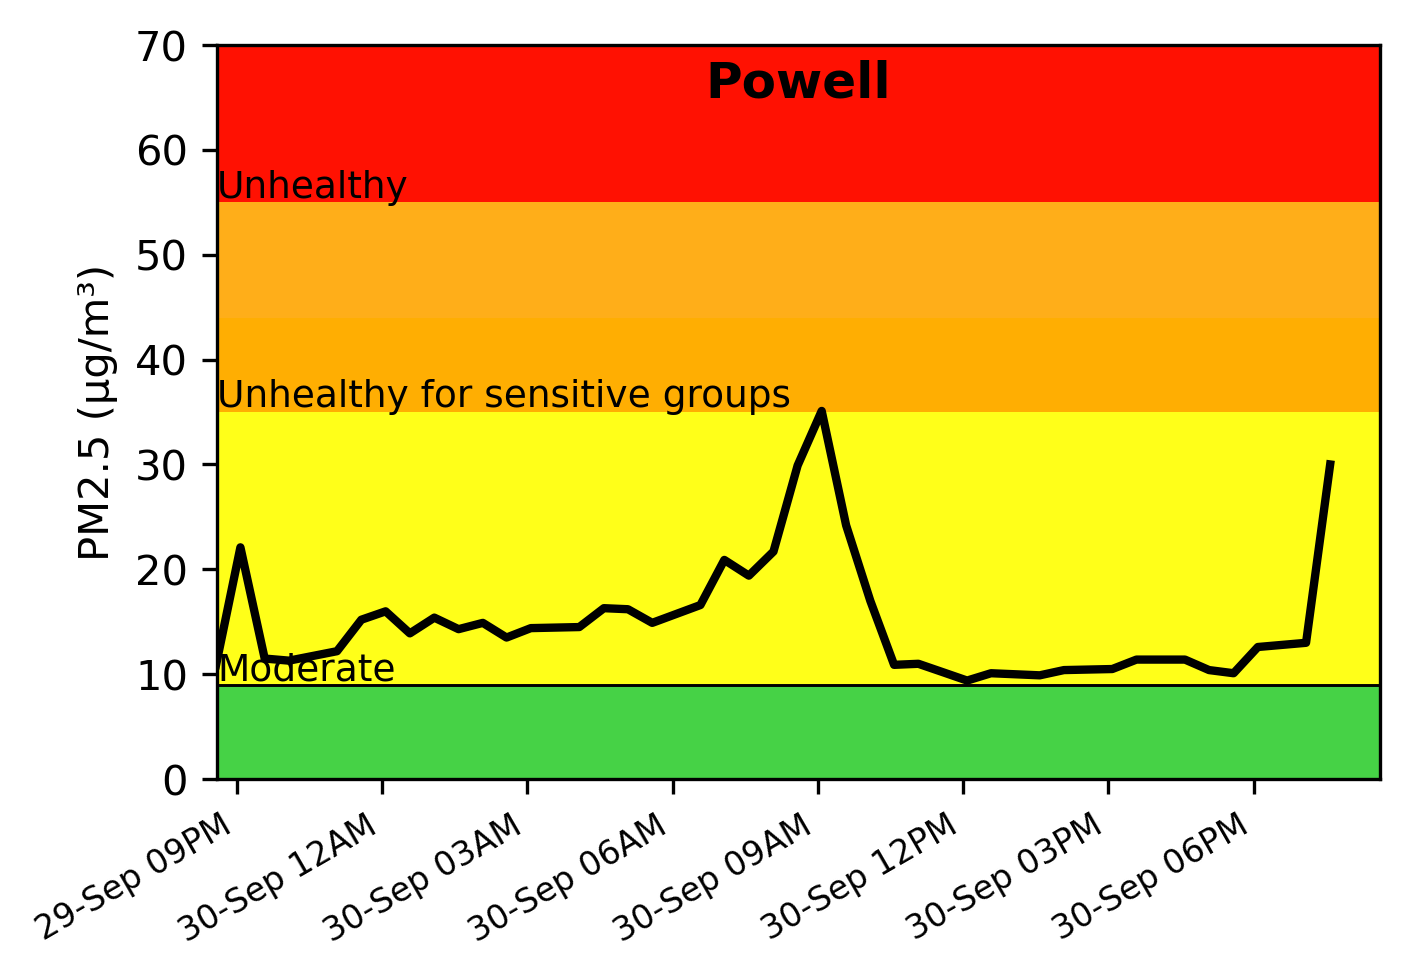 Powell
70
60
50
40
30
20
10
0
PM2.5 (µg/m³)
Unhealthy
Unhealthy for sensitive groups
Moderate
29-Sep 09PM
30-Sep 12AM
30-Sep 03AM
30-Sep 06AM
30-Sep 09AM
30-Sep 12PM
30-Sep 03PM
30-Sep 06PM